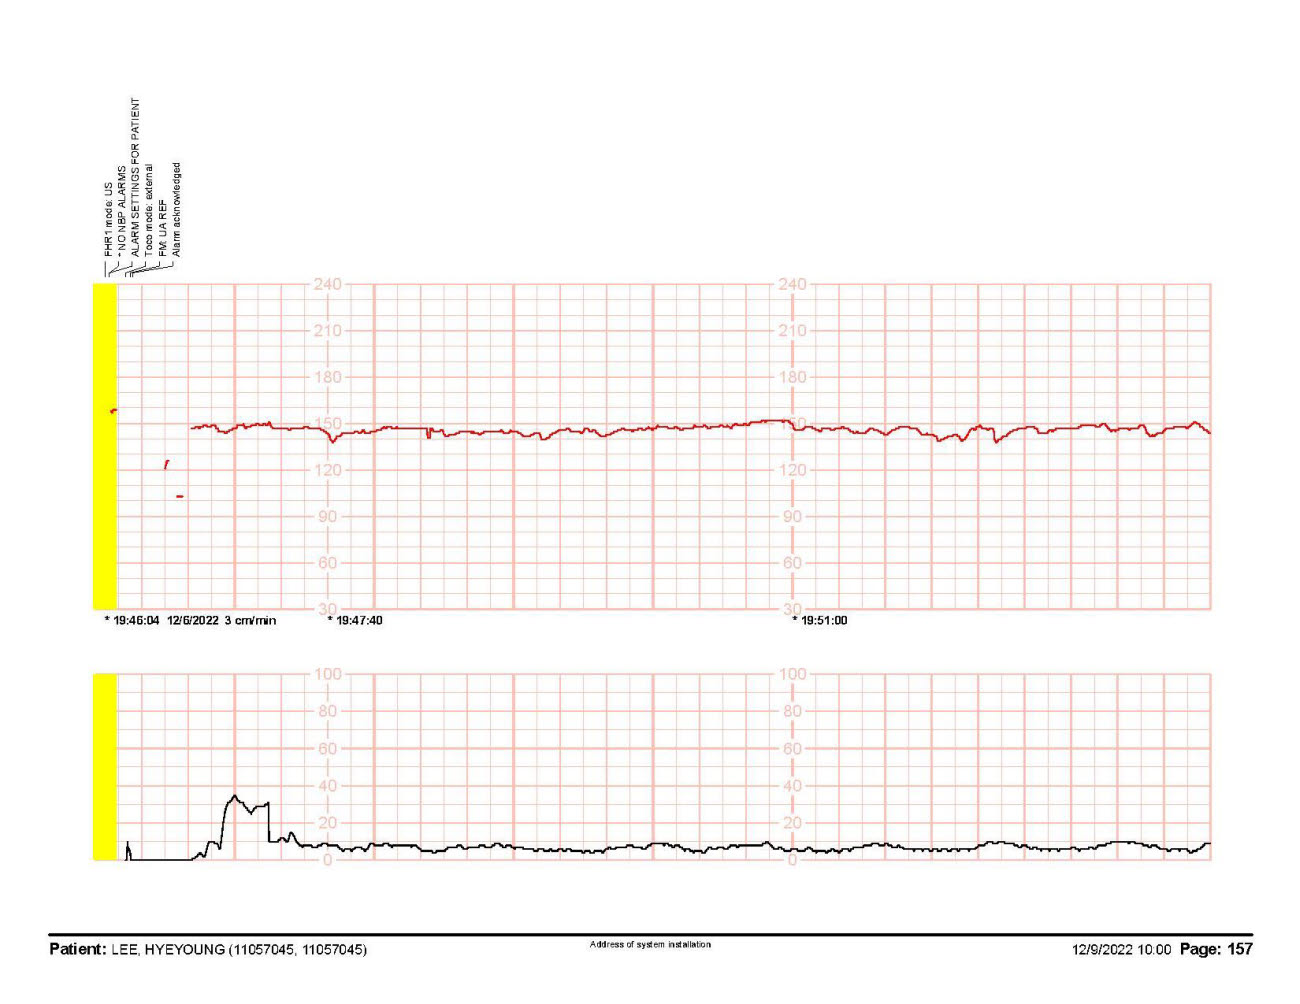 FHR1 mode: US
* NO NBP ALARMS
ALARM SETTINGS FOR PATIENT
Toco mode: external
FM: UA REF
Alarm acknowledged
240 240
210 210
180 180
150 150
120 120
90 90
60 60
30 30
* 19:46:04 12/6/2022 3 cm/min * 19:47:40 * 19:51:00
100 100
80 80
60 60
40 40
20 20
0 0
Patient: LEE, HYEYOUNG (11057045, 11057045) Address of system installation 12/9/2022 10:00 Page: 157